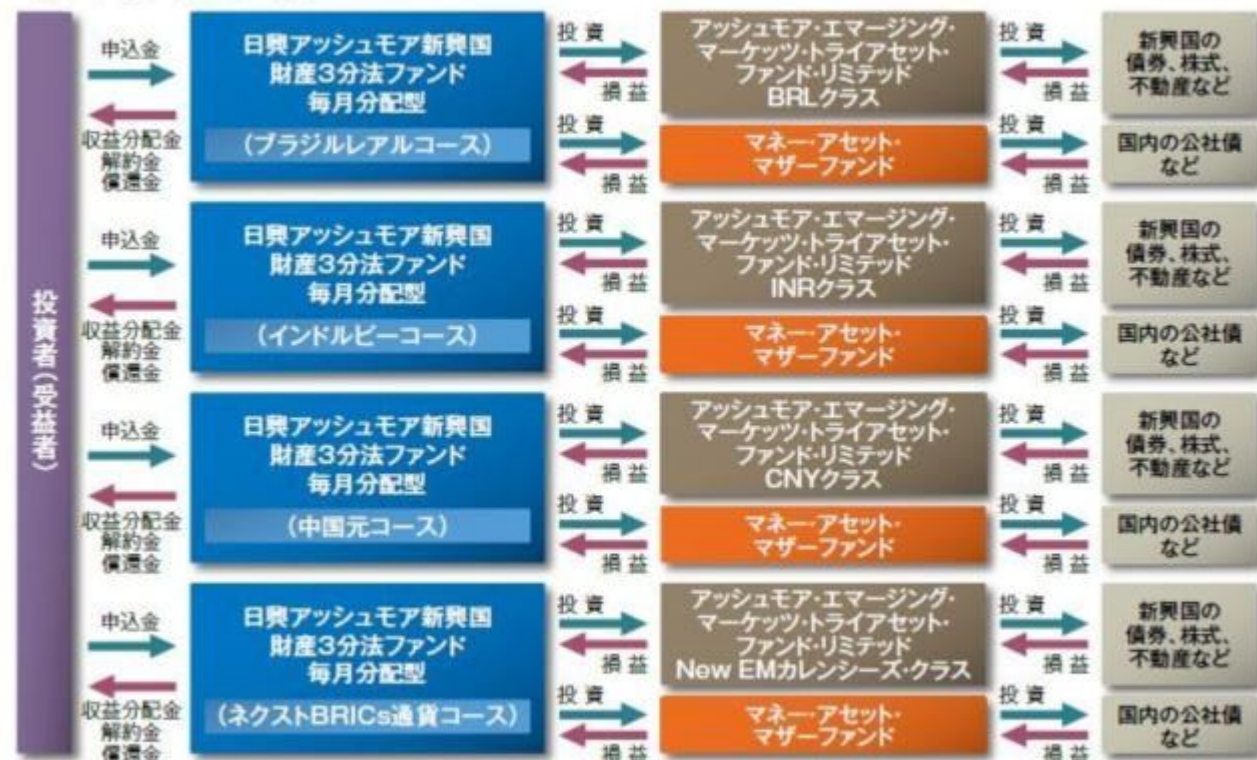 投資者(受益者)
申込金
収益分配金
解約金
償還金
日興アッシュモア新興国
財産3分法ファンド
毎月分配型
(ブラジルレアルコース)
投資
損益
投資
損益
アッシュモア・エマージング・
マーケッツ・トライアセット・
ファンド・リミテッド
BRLクラス
マネー・アセット・
マザーファンド
投資
損益
投資
損益
新興国の
債券、株式、
不動産など
国内の公社債
など
申込金
収益分配金
解約金
償還金
日興アッシュモア新興国
財産3分法ファンド
毎月分配型
(インドルピーコース)
投資
損益
投資
損益
アッシュモア・エマージング・
マーケッツ・トライアセット・
ファンド・リミテッド
INRクラス
マネー・アセット・
マザーファンド
投資
損益
投資
損益
新興国の
債券、株式、
不動産など
国内の公社債
など
申込金
収益分配金
解約金
償還金
日興アッシュモア新興国
財産3分法ファンド
毎月分配型
(中国元コース)
投資
損益
投資
損益
アッシュモア・エマージング・
マーケッツ・トライアセット・
ファンド・リミテッド
CNYクラス
マネー・アセット・
マザーファンド
投資
損益
投資
損益
新興国の
債券、株式、
不動産など
国内の公社債
など
申込金
収益分配金
解約金
償還金
日興アッシュモア新興国
財産3分法ファンド
毎月分配型
(ネクストBRICs通貨コース)
投資
損益
投資
損益
アッシュモア・エマージング・
マーケッツ・トライアセット・
ファンド・リミテッド
New EMカレンシーズ・クラス
マネー・アセット・
マザーファンド
投資
損益
投資
損益
新興国の
債券、株式、
不動産など
国内の公社債
など